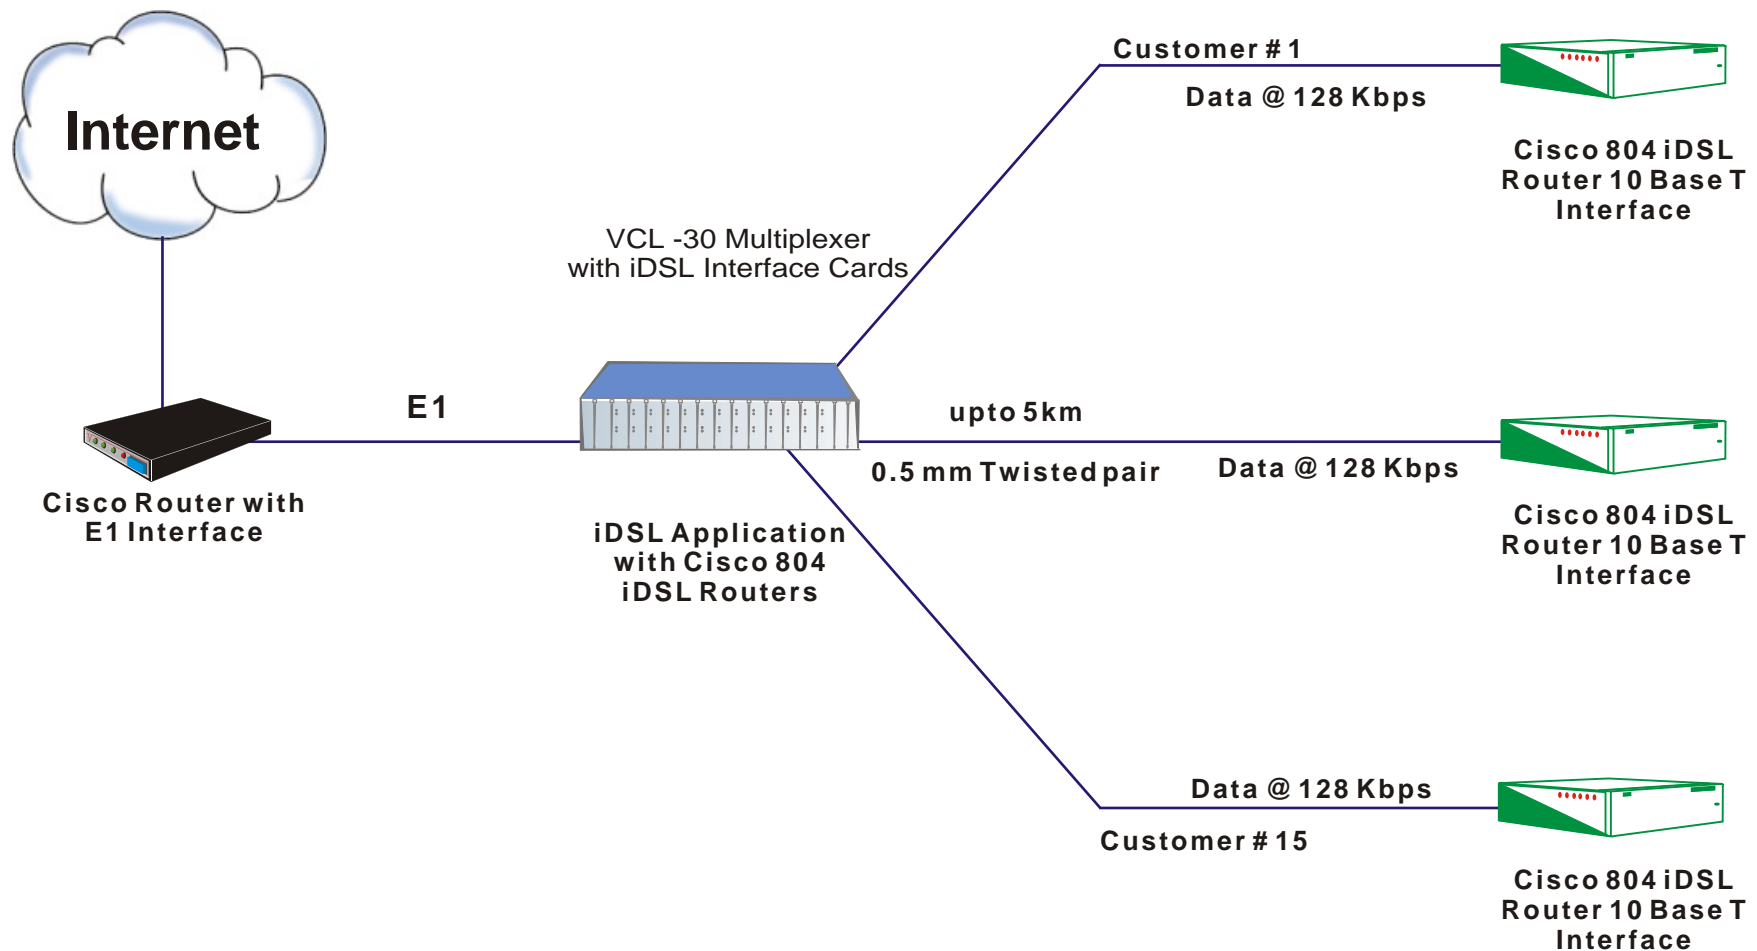 Internet
Customer # 1
Data @ 128 Kbps
Cisco 804 iDSL
Router 10 Base T
Interface
VCL -30 Multiplexer
with iDSL Interface Cards
E1
upto 5km
0.5 mm Twisted pair
Data @ 128 Kbps
Cisco Router with
E1 Interface
iDSL Application
with Cisco 804
iDSL Routers
Cisco 804 iDSL
Router 10 Base T
Interface
Data @ 128 Kbps
Customer # 15
Cisco 804 iDSL
Router 10 Base T
Interface